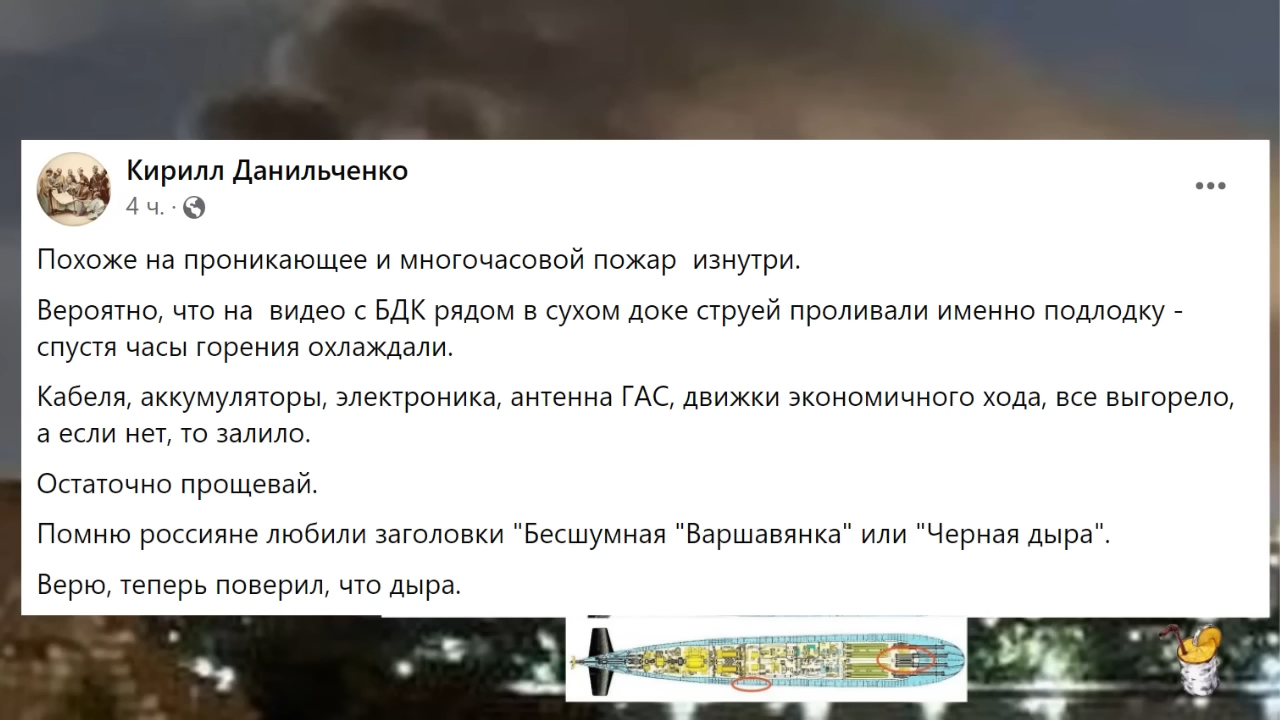 Кирилл Данильченко
4 ч. ·
Похоже на проникающее и многочасовой пожар  изнутри.
Вероятно, что на  видео с БДК рядом в сухом доке струей проливали именно подлодку -
спустя часы горения охлаждали.
Кабеля, аккумуляторы, электроника, антенна ГАС, движки экономичного хода, все выгорело,
а если нет, то залило.
Остаточно прощевай.
Помню россияне любили заголовки "Бесшумная "Варшавянка" или "Черная дыра".
Верю, теперь поверил, что дыра.